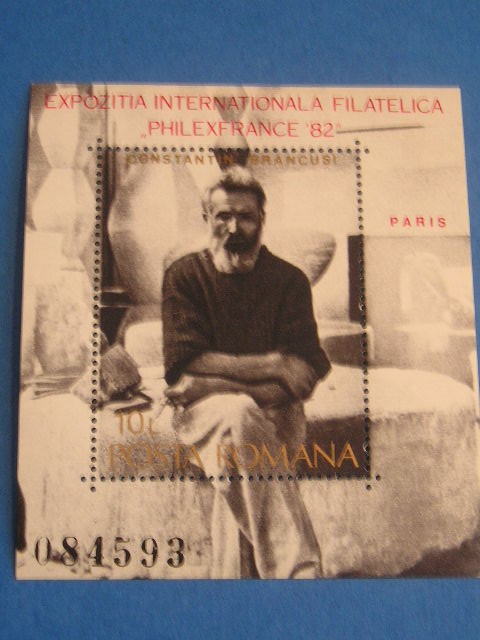 EXPOZITIA INTERNATIONALA FILATELICA
„PHILEXFRANCE '82"
CONSTANTIN BRANCUSI
PARIS
10L
POSTA ROMANA
084593